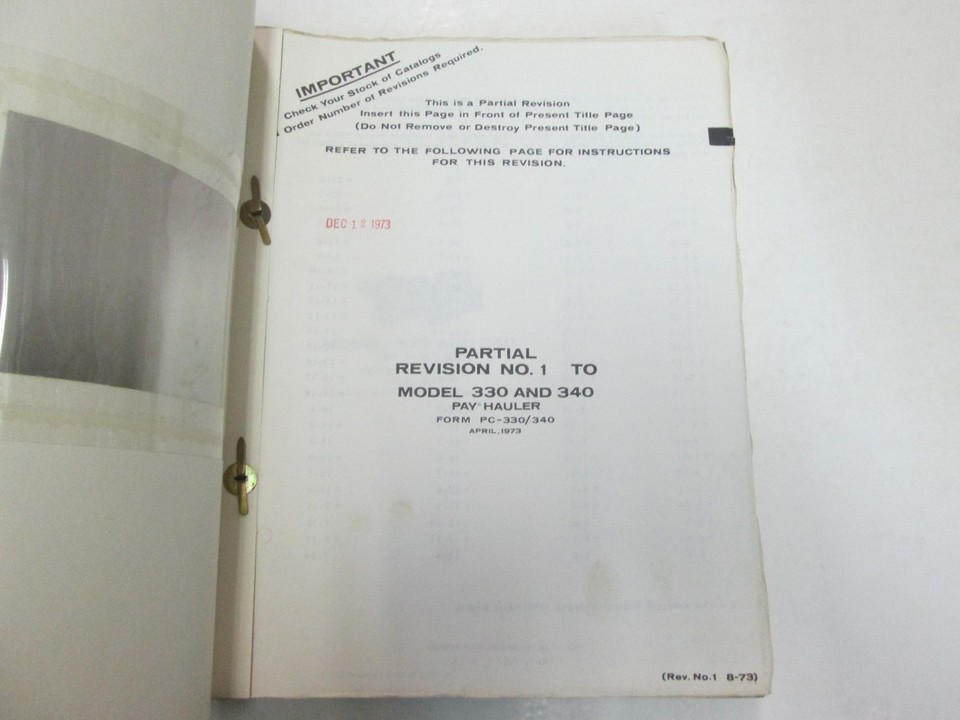 IMPORTANT
Check Your Stock of Catalogs
Order Number of Revisions Required.
This is a Partial Revision
Insert this Page in Front of Present Title Page
(Do Not Remove or Destroy Present Title Page)
REFER TO THE FOLLOWING PAGE FOR INSTRUCTIONS
FOR THIS REVISION.
DEC 12 1973
PARTIAL
REVISION NO. 1 TO
MODEL 330 AND 340
PAY HAULER
FORM PC-330/340
APRIL, 1973
(Rev. No.1 8-73)